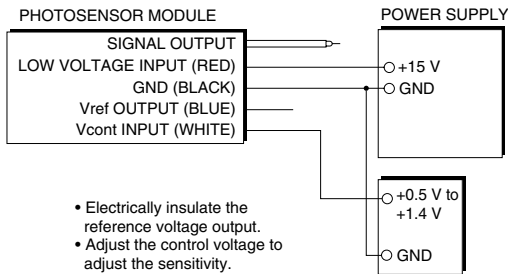 PHOTOSENSOR MODULE
POWER SUPPLY
SIGNAL OUTPUT
LOW VOLTAGE INPUT (RED)
GND (BLACK)
Vref OUTPUT (BLUE)
Vcont INPUT (WHITE)
+15 V
GND
+0.5 V to
+1.4 V
GND
• Electrically insulate the
reference voltage output.
• Adjust the control voltage to
adjust the sensitivity.